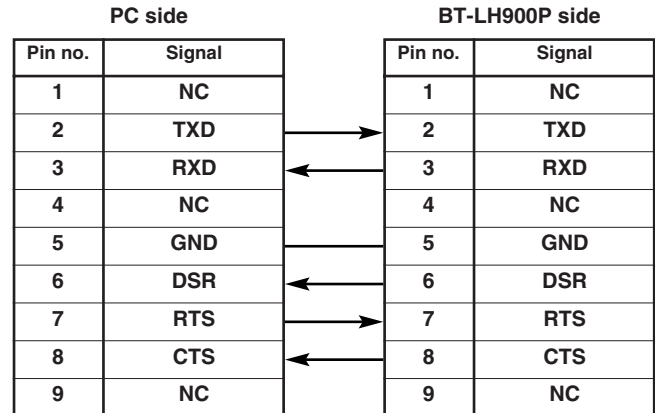 PC side BT-LH900P side
Pin no. Signal Pin no. Signal
1 NC 1 NC
2 TXD 2 TXD
3 RXD 3 RXD
4 NC 4 NC
5 GND 5 GND
6 DSR 6 DSR
7 RTS 7 RTS
8 CTS 8 CTS
9 NC 9 NC